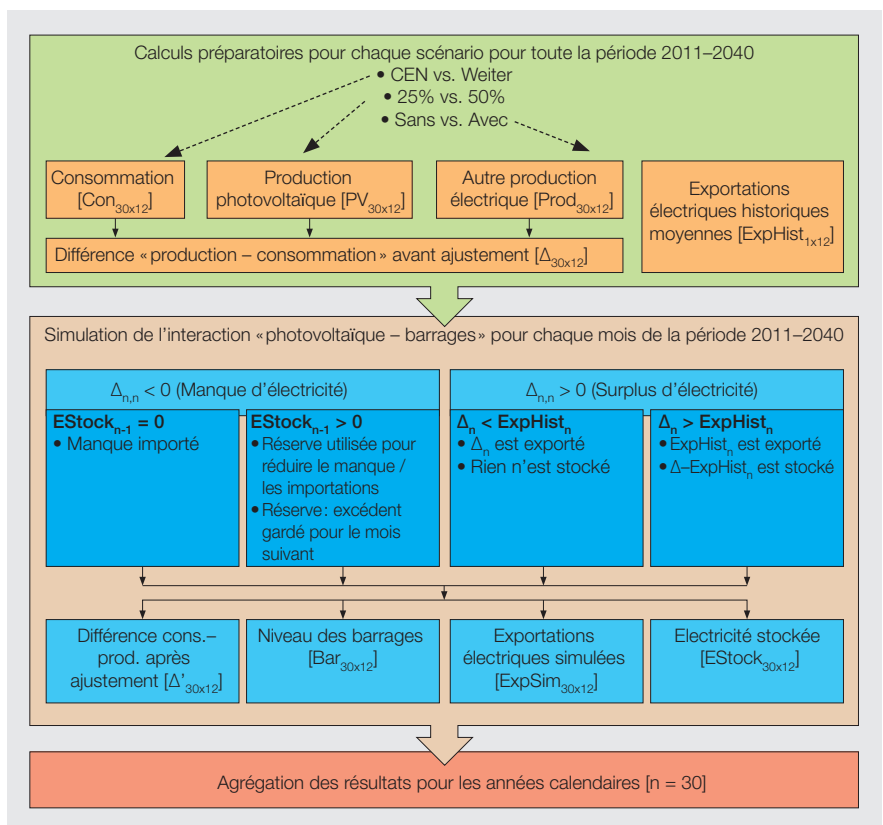 Calculs préparatoires pour chaque scénario pour toute la période 2011–2040
• CEN vs. Weiter
• 25% vs. 50%
• Sans vs. Avec
Consommation
[Con30x12]
Production
photovoltaïque [PV30x12]
Autre production
électrique [Prod30x12]
Exportations
électriques historiques
moyennes [ExpHist1x12]
Différence «production – consommation» avant ajustement [Δ30x12]
Simulation de l'interaction «photovoltaïque – barrages» pour chaque mois de la période 2011–2040
Δn,n < 0 (Manque d'électricité)
Δn,n > 0 (Surplus d'électricité)
EStockn-1 = 0
• Manque importé
EStockn-1 > 0
• Réserve utilisée pour
réduire le manque /
les importations
• Réserve: excédent
gardé pour le mois
suivant
Δn < ExpHistn
• Δn est exporté
• Rien n'est stocké
Δn > ExpHistn
• ExpHistn est exporté
• Δ–ExpHistn est stocké
Différence cons.–
prod. après
ajustement [Δ'30x12]
Niveau des barrages
[Bar30x12]
Exportations
électriques simulées
[ExpSim30x12]
Electricité stockée
[EStock30x12]
Agrégation des résultats pour les années calendaires [n = 30]